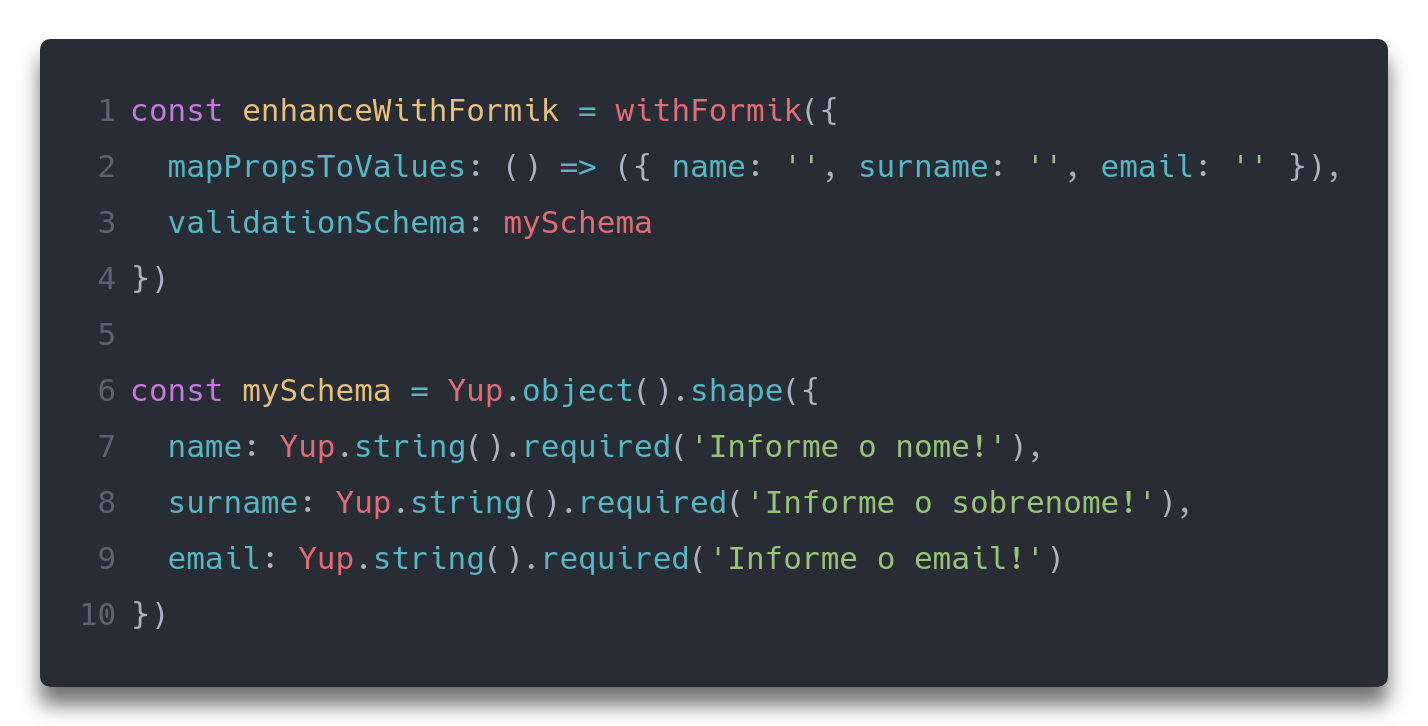 1 const enhanceWithFormik = withFormik({
2   mapPropsToValues: () => ({ name: '', surname: '', email: '' }),
3   validationSchema: mySchema
4 })
5
6 const mySchema = Yup.object().shape({
7   name: Yup.string().required('Informe o nome!'),
8   surname: Yup.string().required('Informe o sobrenome!'),
9   email: Yup.string().required('Informe o email!')
10 })